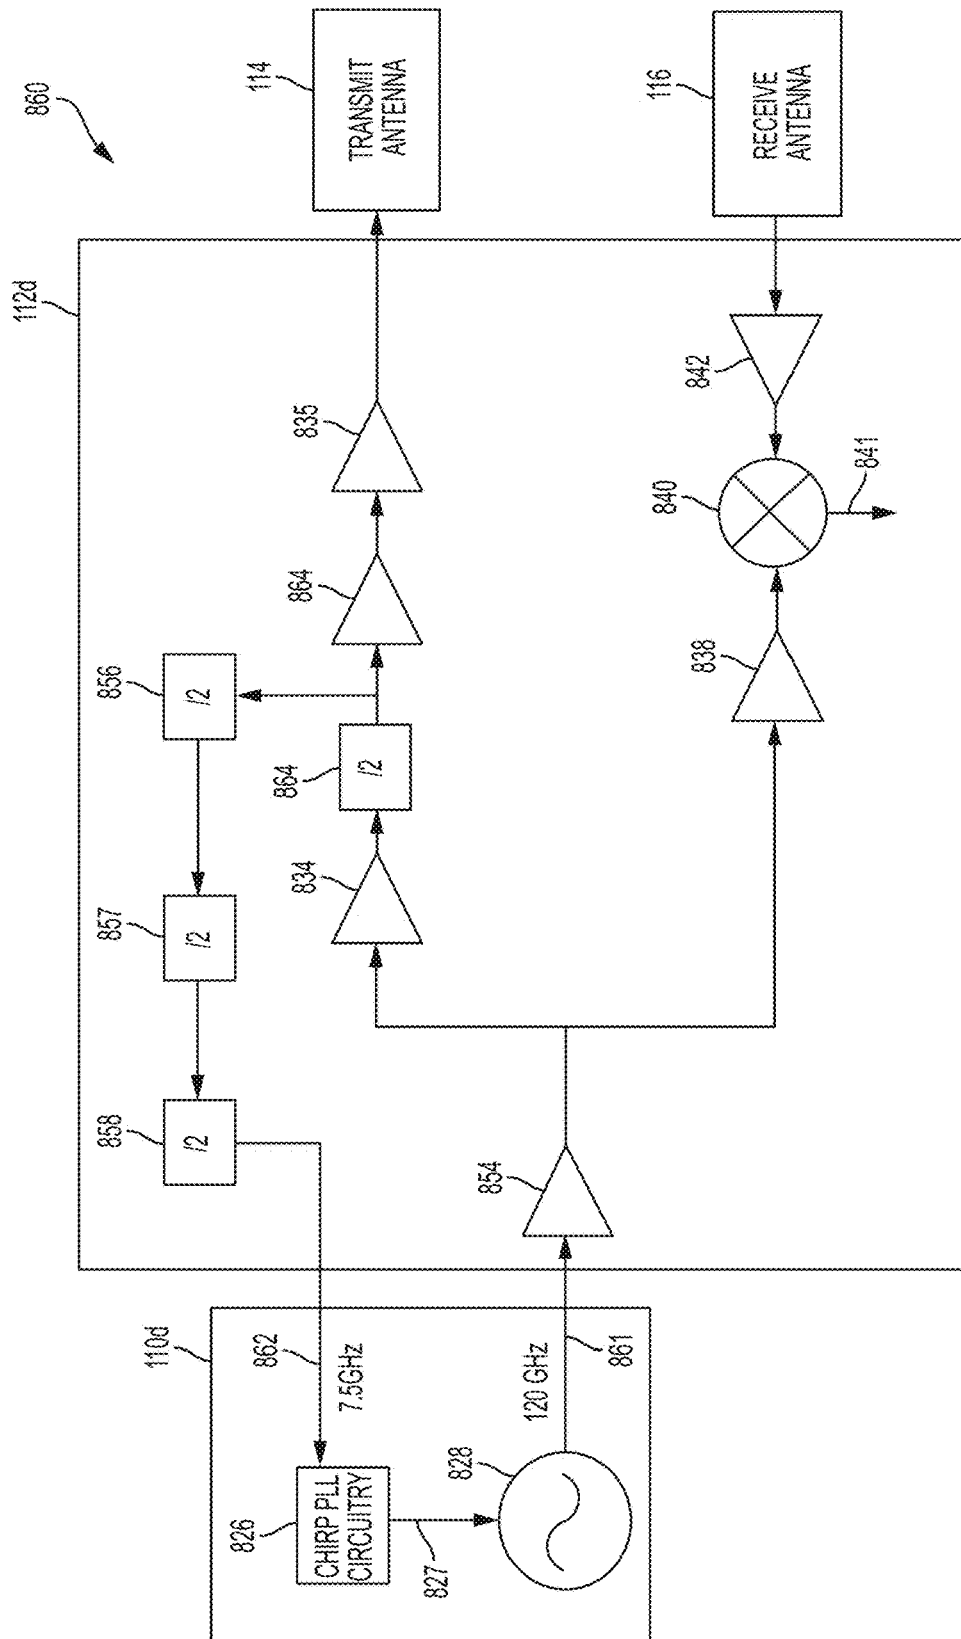 860
112d
114
TRANSMIT
ANTENNA
116
RECEIVE
ANTENNA
835
864
842
840
841
838
856
/2
864
/2
834
857
/2
858
/2
854
110d
862
7.5GHz
120 GHz
861
826
CHIRP PLL
CIRCUITRY
827
828